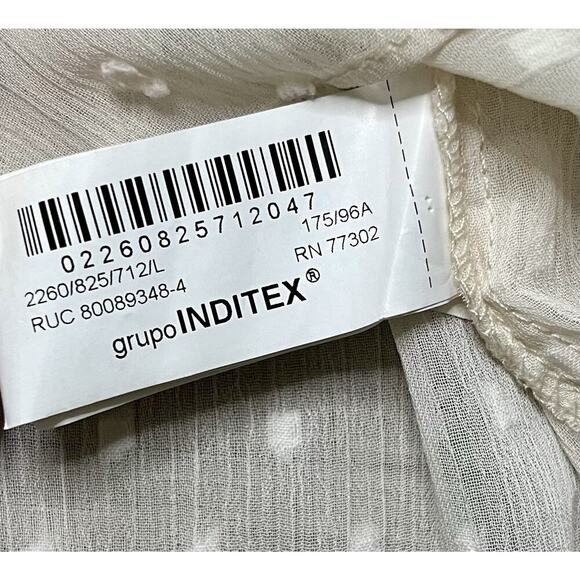 02260825712047
2260/825/712/L 175/96A
RUC 80089348-4 RN 77302
grupo INDITEX®